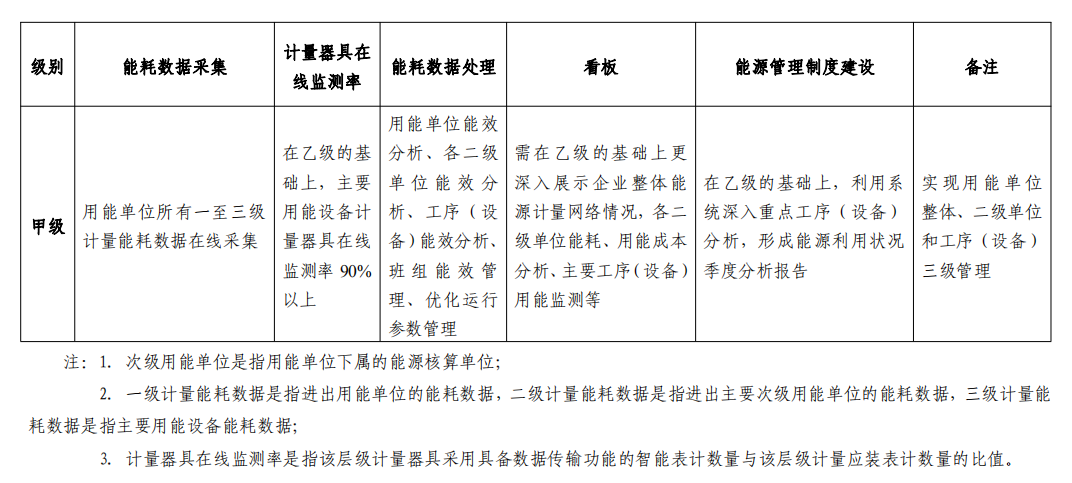 级别
能耗数据采集
计量器具在
线监测率
能耗数据处理
看板
能源管理制度建设
备注
甲级
用能单位所有一至三级
计量能耗数据在线采集
在乙级的基
础上，主要
用能设备计
量器具在线
监测率 90%
以上
用能单位能效
分析、各二级
单位能效分
析、工序（设
备）能效分析、
班组能效管
理、优化运行
参数管理
需在乙级的基础上更
深入展示企业整体能
源计量网络情况，各二
级单位能耗、用能成本
分析、主要工序（设备）
用能监测等
在乙级的基础上，利用系
统深入重点工序（设备）
分析，形成能源利用状况
季度分析报告
实现用能单位
整体、二级单位
和工序（设备）
三级管理
注：1. 次级用能单位是指用能单位下属的能源核算单位；
2. 一级计量能耗数据是指进出用能单位的能耗数据，二级计量能耗数据是指进出主要次级用能单位的能耗数据，三级计量能
耗数据是指主要用能设备能耗数据；
3. 计量器具在线监测率是指该层级计量器具采用具备数据传输功能的智能表计数量与该层级计量应装表计数量的比值。